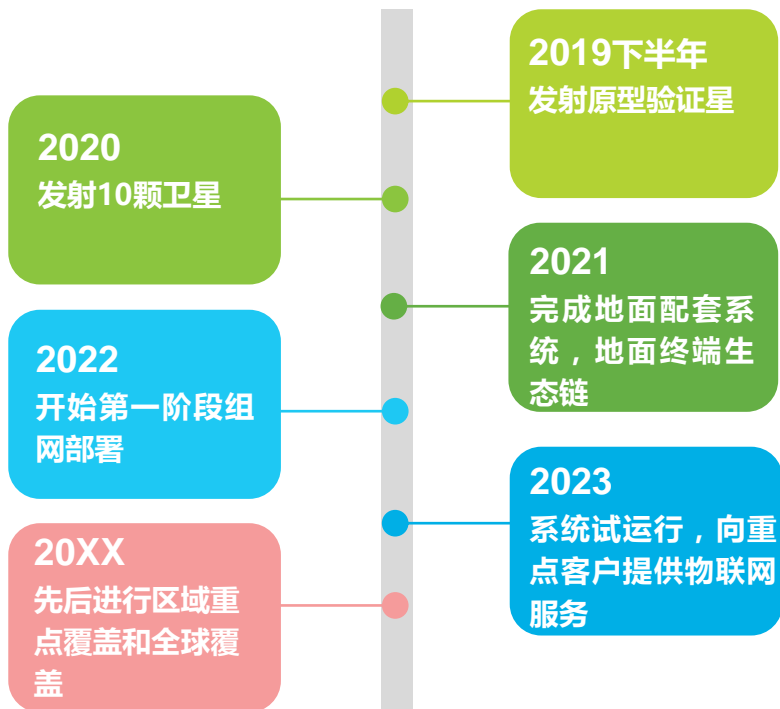 2019下半年
发射原型验证星
2020
发射10颗卫星
2021
完成地面配套系
统，地面终端生
态链
2022
开始第一阶段组
网部署
2023
系统试运行，向重
点客户提供物联网
服务
20XX
先后进行区域重
点覆盖和全球覆
盖